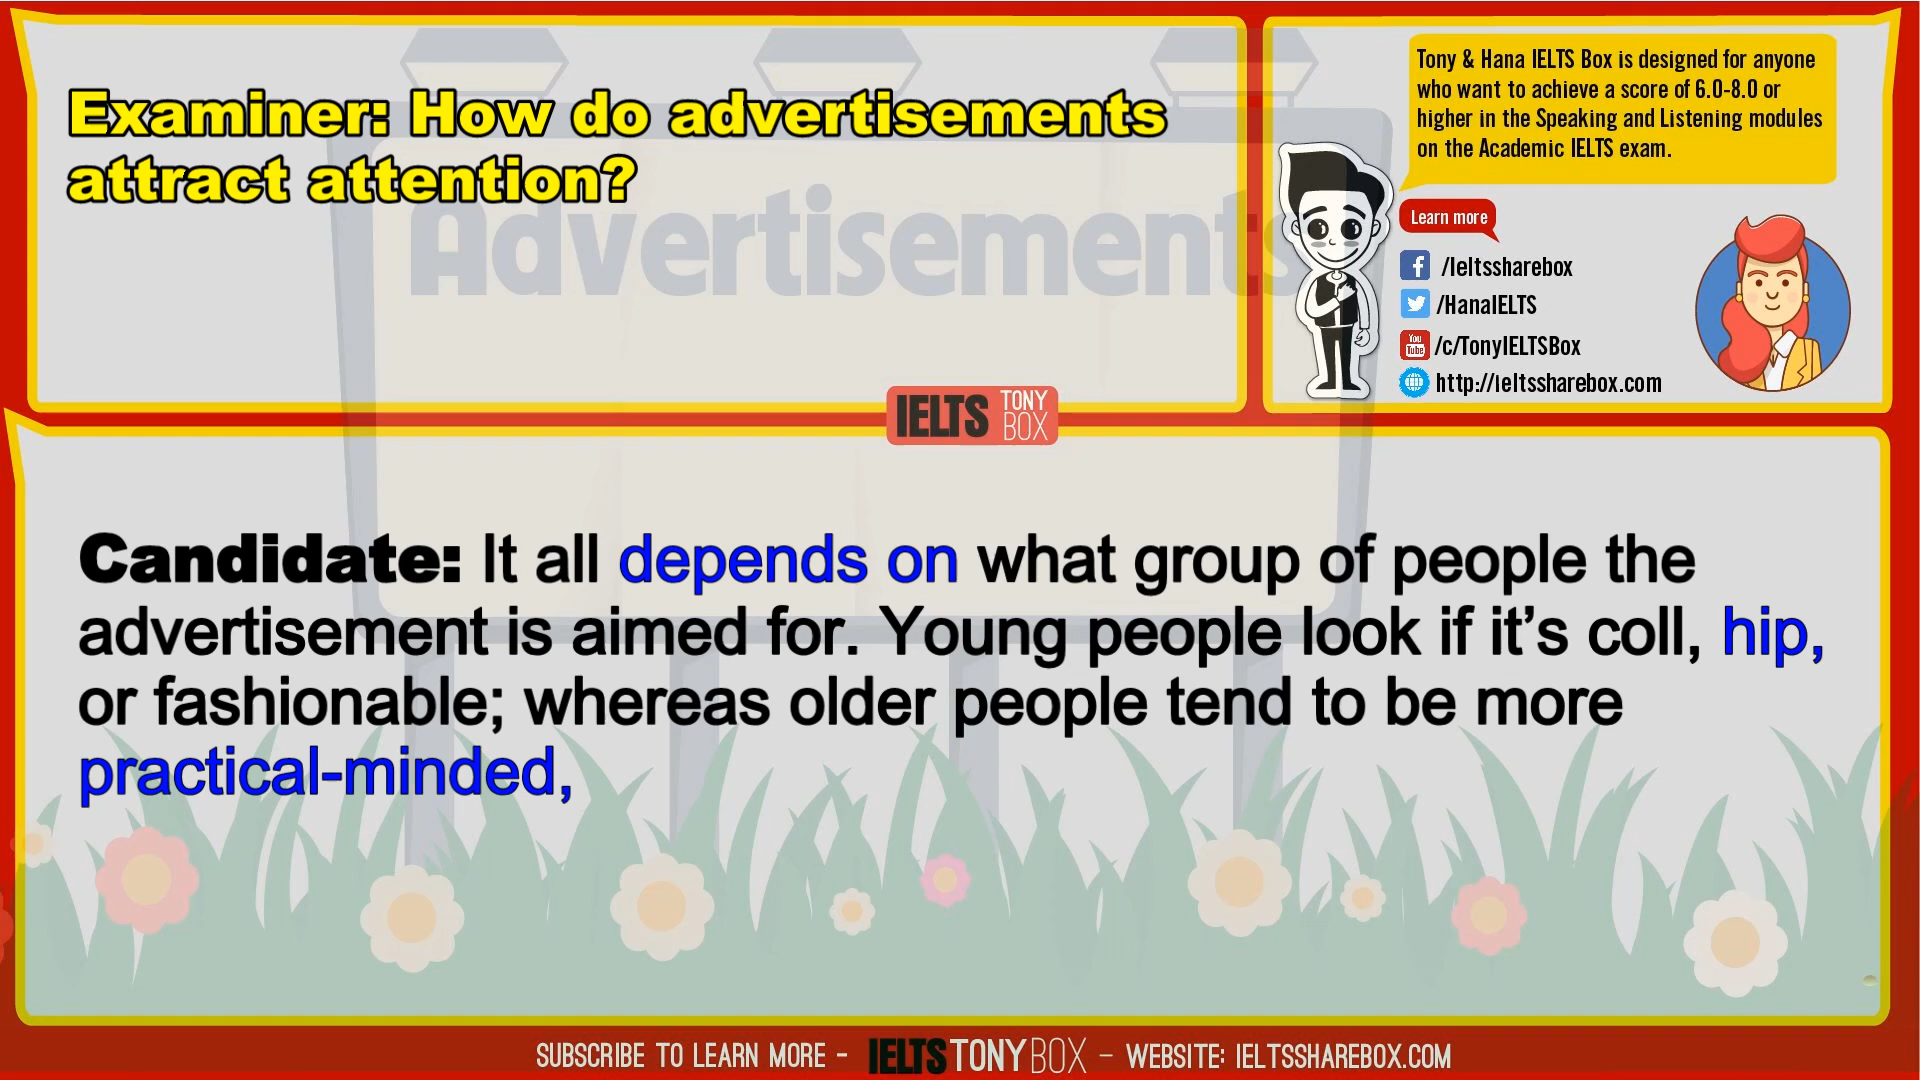 Examiner: How do advertisements
attract attention?
Advertisements
Tony & Hana IELTS Box is designed for anyone
who want to achieve a score of 6.0-8.0 or
higher in the Speaking and Listening modules
on the Academic IELTS exam.
Learn more
/Ieltssharebox
/HanaIELTS
You
Tube
/c/TonyIELTSBox
http://ieltssharebox.com
IELTS TONY
BOX
Candidate: It all depends on what group of people the
advertisement is aimed for. Young people look if it’s coll, hip,
or fashionable; whereas older people tend to be more
practical-minded,
SUBSCRIBE TO LEARN MORE - IELTS TONY BOX - WEBSITE: IELTSSHAREBOX.COM